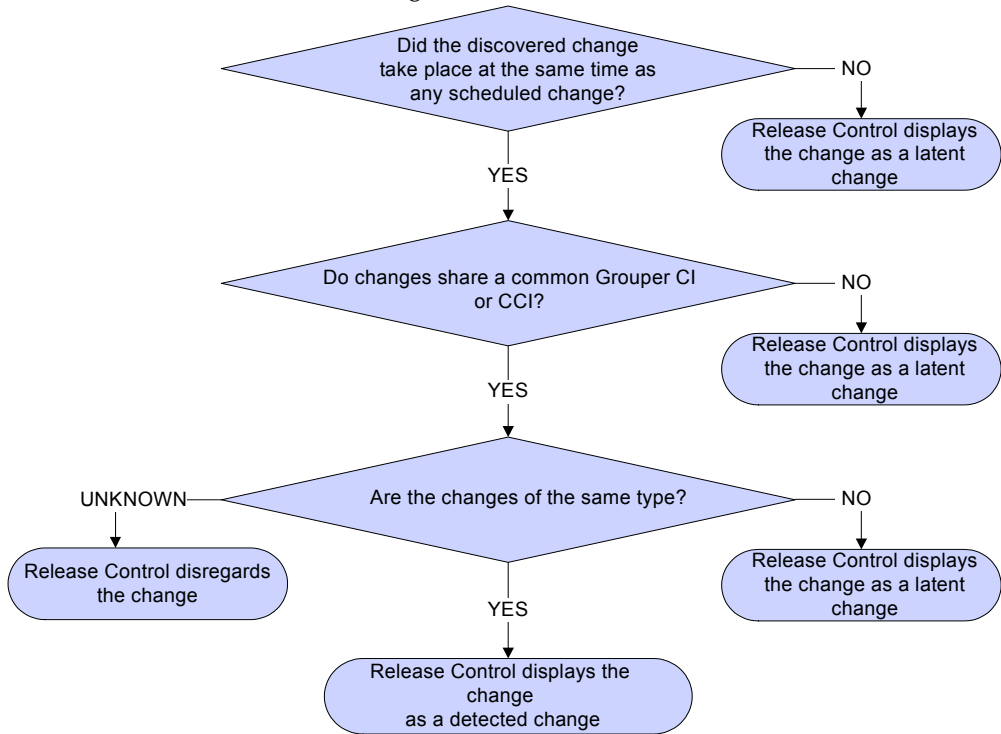 Did the discovered change
take place at the same time as
any scheduled change?
NO
Release Control displays
the change as a latent
change
YES
Do changes share a common Grouper CI
or CCI?
NO
Release Control displays
the change as a latent
change
YES
Are the changes of the same type?
UNKNOWN
NO
Release Control disregards
the change
Release Control displays
the change as a latent
change
YES
Release Control displays the
change
as a detected change